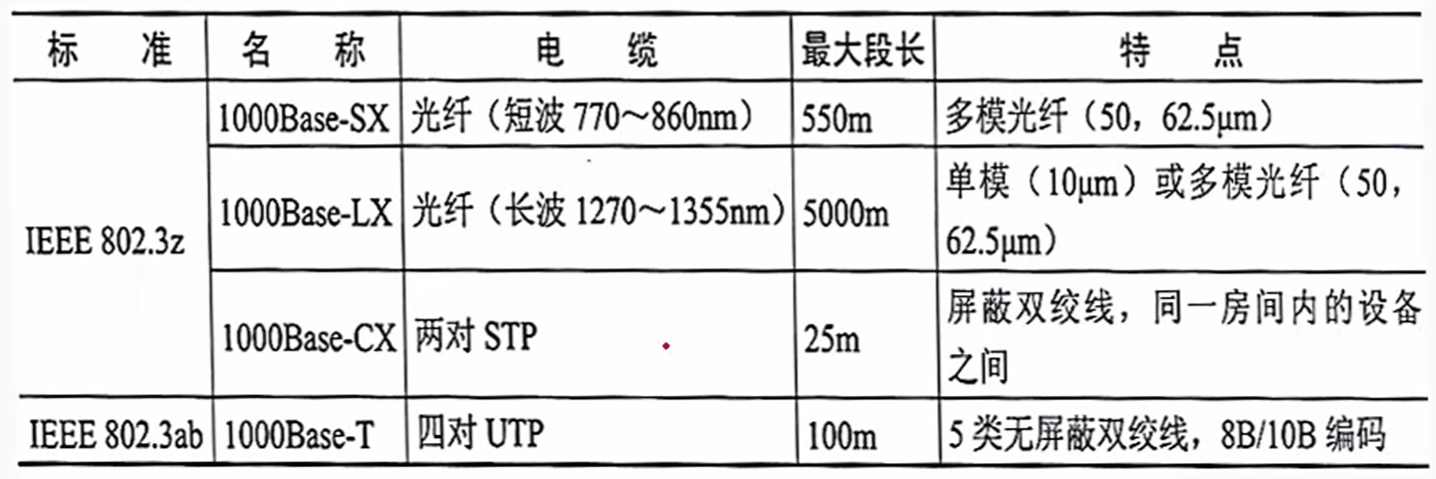 标 准 名 称 电 缆 最大段长 特 点
1000Base-SX 光纤（短波 770～860nm） 550m 多模光纤（50，62.5μm）
IEEE 802.3z 1000Base-LX 光纤（长波 1270～1355nm） 5000m 单模（10μm）或多模光纤（50，
62.5μm）
1000Base-CX 两对 STP 25m 屏蔽双绞线，同一房间内的设备
之间
IEEE 802.3ab 1000Base-T 四对 UTP 100m 5 类无屏蔽双绞线，8B/10B 编码